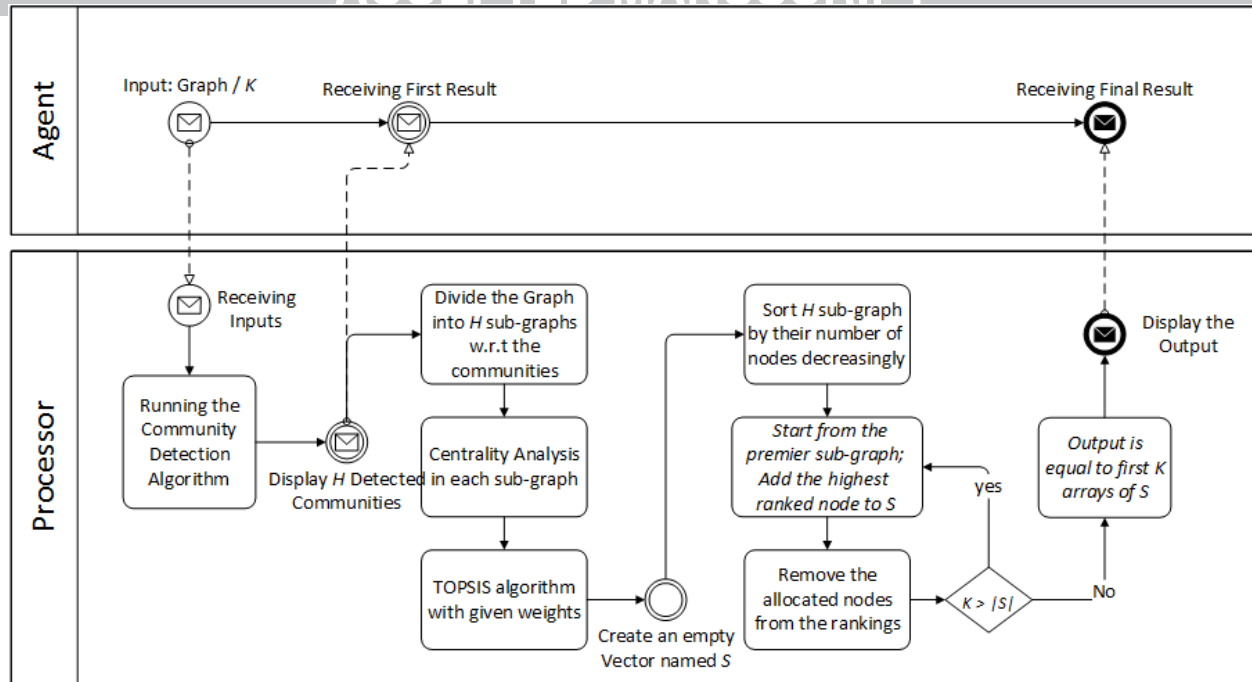 Agent
Input: Graph / K
Receiving First Result
Receiving Final Result
Processor
Receiving
Inputs
Running the
Community
Detection
Algorithm
Display H Detected
Communities
Divide the Graph
into H sub-graphs
w.r.t the
communities
Centrality Analysis
in each sub-graph
TOPSIS algorithm
with given weights
Create an empty
Vector named S
Sort H sub-graph
by their number of
nodes decreasingly
Start from the
premier sub-graph;
Add the highest
ranked node to S
Remove the
allocated nodes
from the rankings
K > |S|
yes
No
Output is
equal to first K
arrays of S
Display the
Output